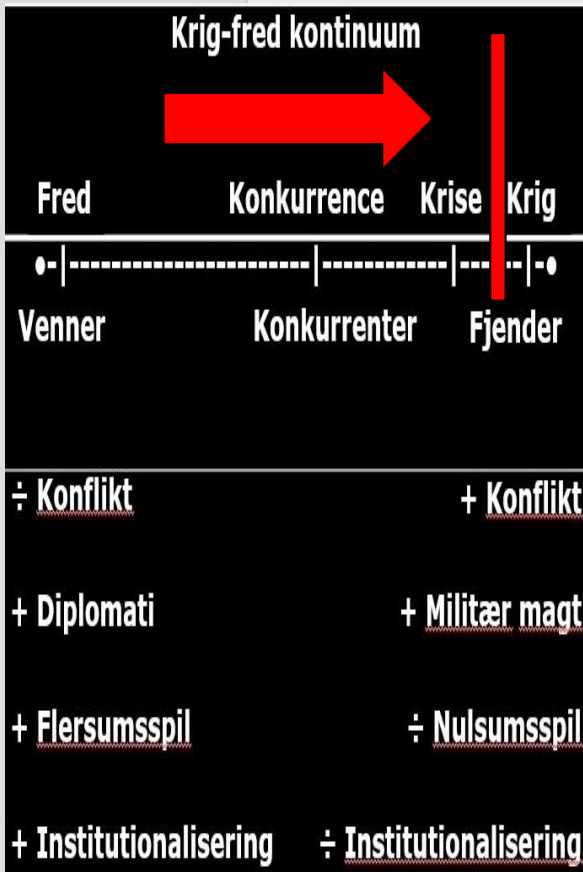 Krig-fred kontinuum
Fred Konkurrence Krise Krig
•-|-----------------------|------------|-------|-•
Venner Konkurrenter Fjender
÷ Konflikt + Konflikt
+ Diplomati + Militær magt
+ Flersumsspil ÷ Nulsumsspil
+ Institutionalisering ÷ Institutionalisering